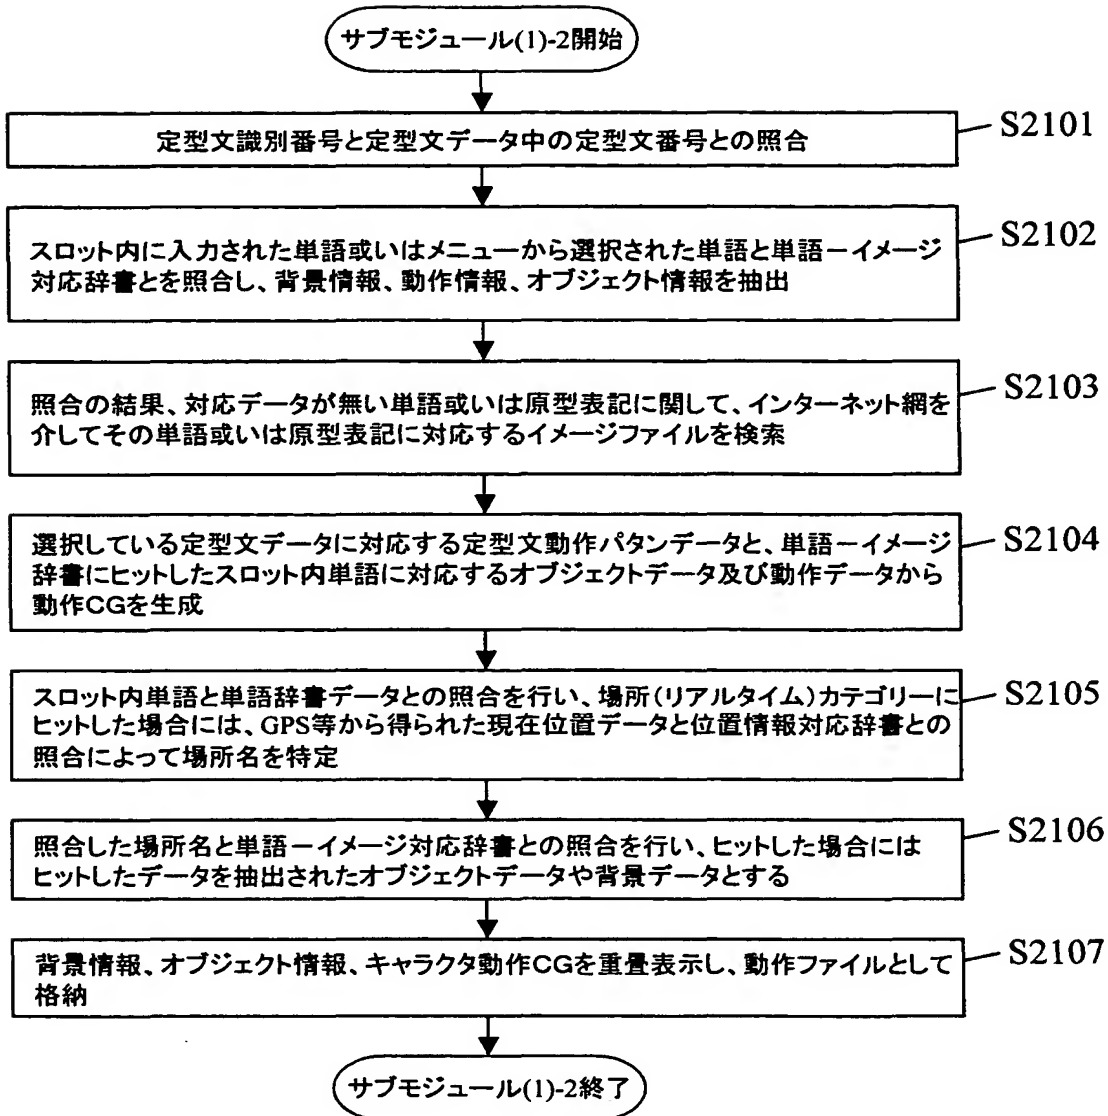 サブモジュール(1)-2開始
定型文識別番号と定型文データ中の定型文番号との照合
S2101
スロット内に入力された単語或いはメニューから選択された単語と単語－イメージ
対応辞書とを照合し、背景情報、動作情報、オブジェクト情報を抽出
S2102
照合の結果、対応データが無い単語或いは原型表記に関して、インターネット網を
介してその単語或いは原型表記に対応するイメージファイルを検索
S2103
選択している定型文データに対応する定型文動作パタンデータと、単語－イメージ
辞書にヒットしたスロット内単語に対応するオブジェクトデータ及び動作データから
動作CGを生成
S2104
スロット内単語と単語辞書データとの照合を行い、場所(リアルタイム)カテゴリーに
ヒットした場合には、GPS等から得られた現在位置データと位置情報対応辞書との
照合によって場所名を特定
S2105
照合した場所名と単語－イメージ対応辞書との照合を行い、ヒットした場合には
ヒットしたデータを抽出されたオブジェクトデータや背景データとする
S2106
背景情報、オブジェクト情報、キャラクタ動作CGを重畳表示し、動作ファイルとして
格納
S2107
サブモジュール(1)-2終了